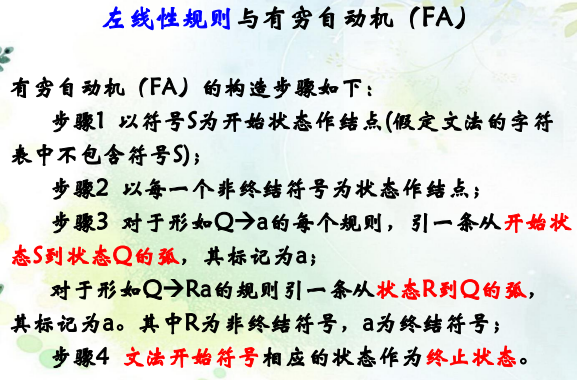 左线性规则与有穷自动机（FA）
有穷自动机（FA）的构造步骤如下：
步骤1 以符号S为开始状态作结点(假定文法的字符
表中不包含符号S)；
步骤2 以每一个非终结符号为状态作结点；
步骤3 对于形如Q→a的每个规则，引一条从开始状
态S到状态Q的弧，其标记为a；
对于形如Q→Ra的规则引一条从状态R到Q的弧，
其标记为a。其中R为非终结符号，a为终结符号；
步骤4 文法开始符号相应的状态作为终止状态。